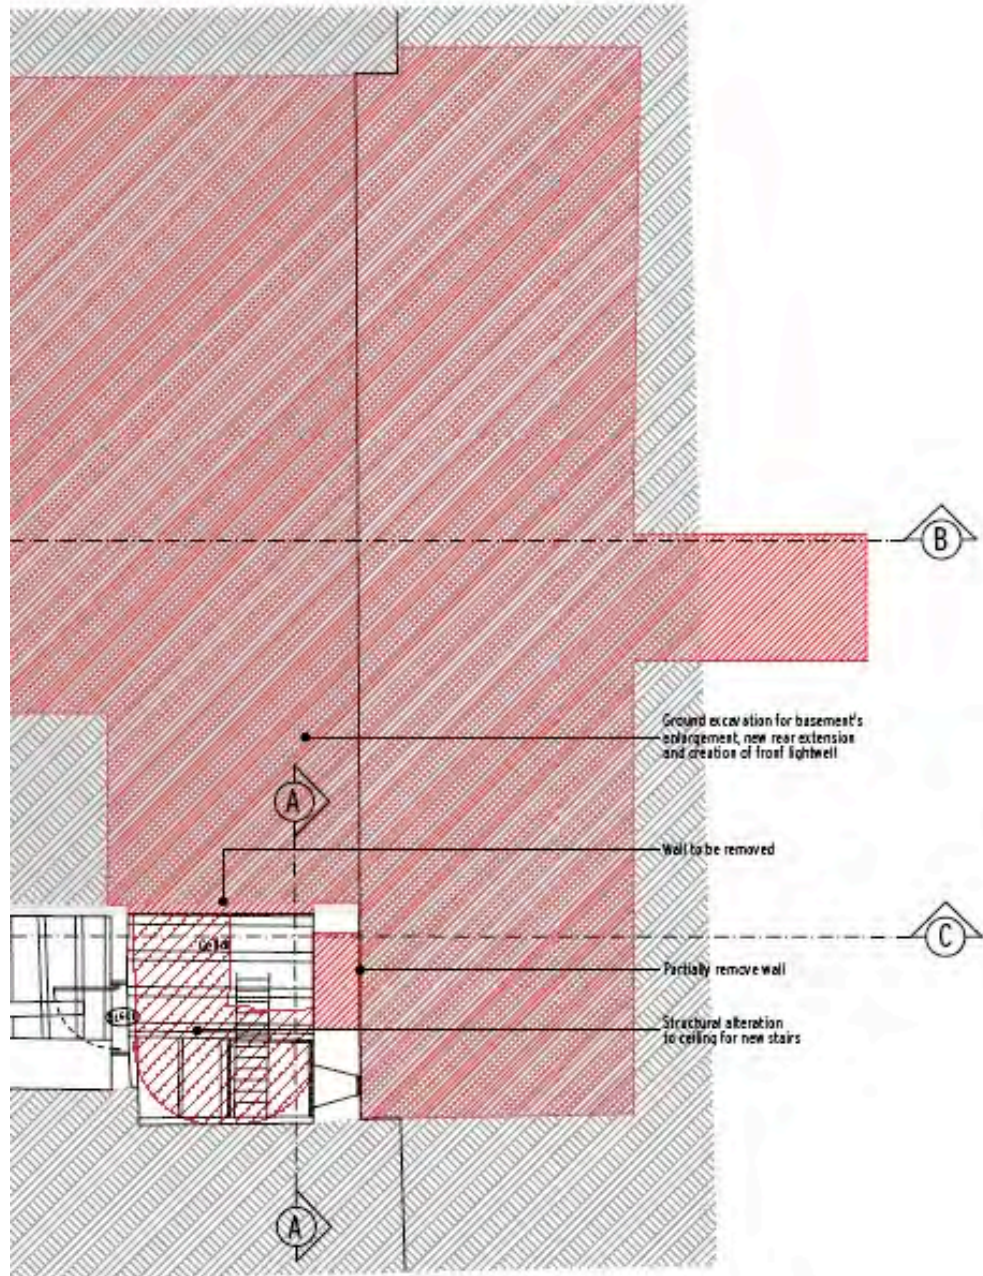 B
Ground excavation for basement's
enlargement, new rear extension
and creation of front lightwell
A
Wall to be removed
C
Partially remove wall
Structural alteration
to ceiling for new stairs
A